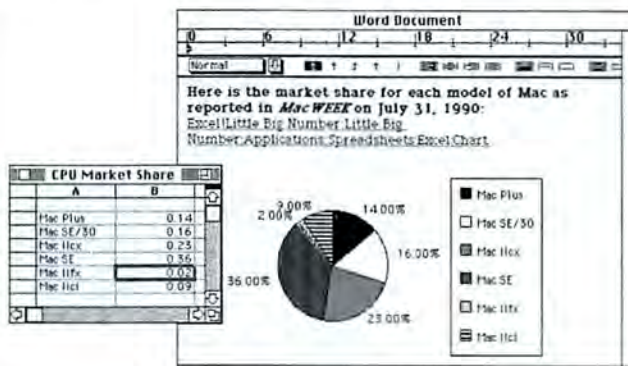 Word Document
0 6 12 18 24 30
Normal
Here is the market share for each model of Mac as
reported in MacWEEK on July 31, 1990:
Excel!Little Big Number:Little Big
Number:Applications:Spreadsheets:Excel:Chart
CPU Market Share
A B
Mac Plus 0.14
Mac SE/30 0.16
Mac IIcx 0.23
Mac SE 0.36
Mac IIfx 0.02
Mac IIci 0.09
9.00%
2.00%
14.00%
16.00%
36.00%
23.00%
Mac Plus
Mac SE/30
Mac IIcx
Mac SE
Mac IIfx
Mac IIci